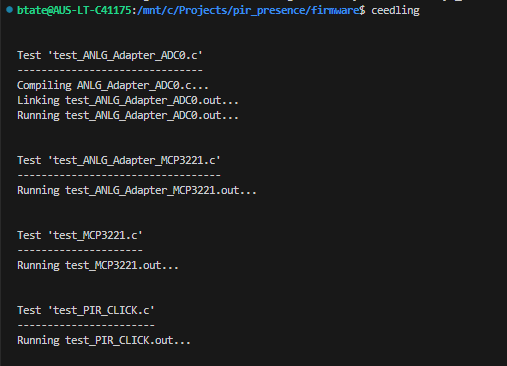 btate@AUS-LT-C41175:/mnt/c/Projects/pir_presence/firmware$ ceedling
Test 'test_ANLG_Adapter_ADC0.c'
-------------------------------
Compiling ANLG_Adapter_ADC0.c...
Linking test_ANLG_Adapter_ADC0.out...
Running test_ANLG_Adapter_ADC0.out...
Test 'test_ANLG_Adapter_MCP3221.c'
----------------------------------
Running test_ANLG_Adapter_MCP3221.out...
Test 'test_MCP3221.c'
---------------------
Running test_MCP3221.out...
Test 'test_PIR_CLICK.c'
-----------------------
Running test_PIR_CLICK.out...